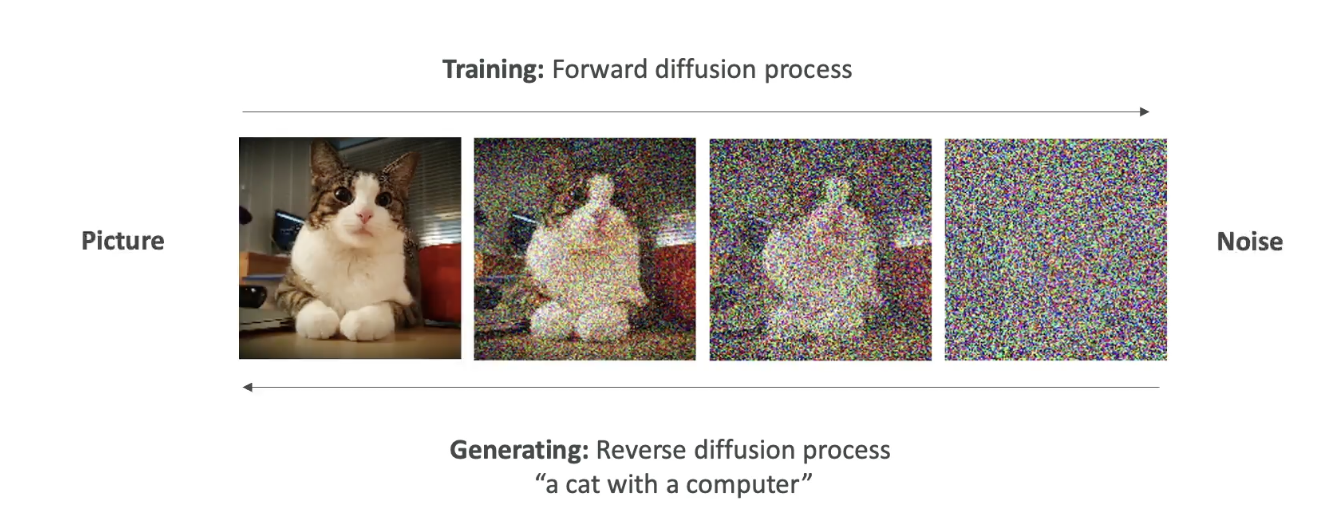 Training: Forward diffusion process
Picture
Noise
Generating: Reverse diffusion process
“a cat with a computer”